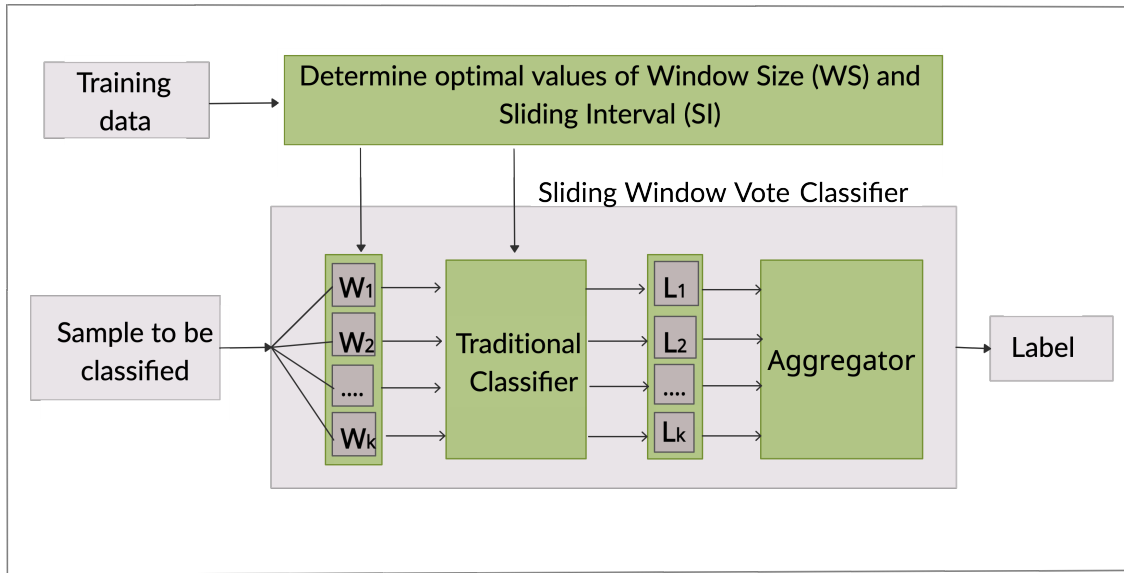 Training
data
Determine optimal values of Window Size (WS) and
Sliding Interval (SI)
Sliding Window Vote Classifier
Sample to be
classified
W1
W2
....
Wk
Traditional
Classifier
L1
L2
....
Lk
Aggregator
Label